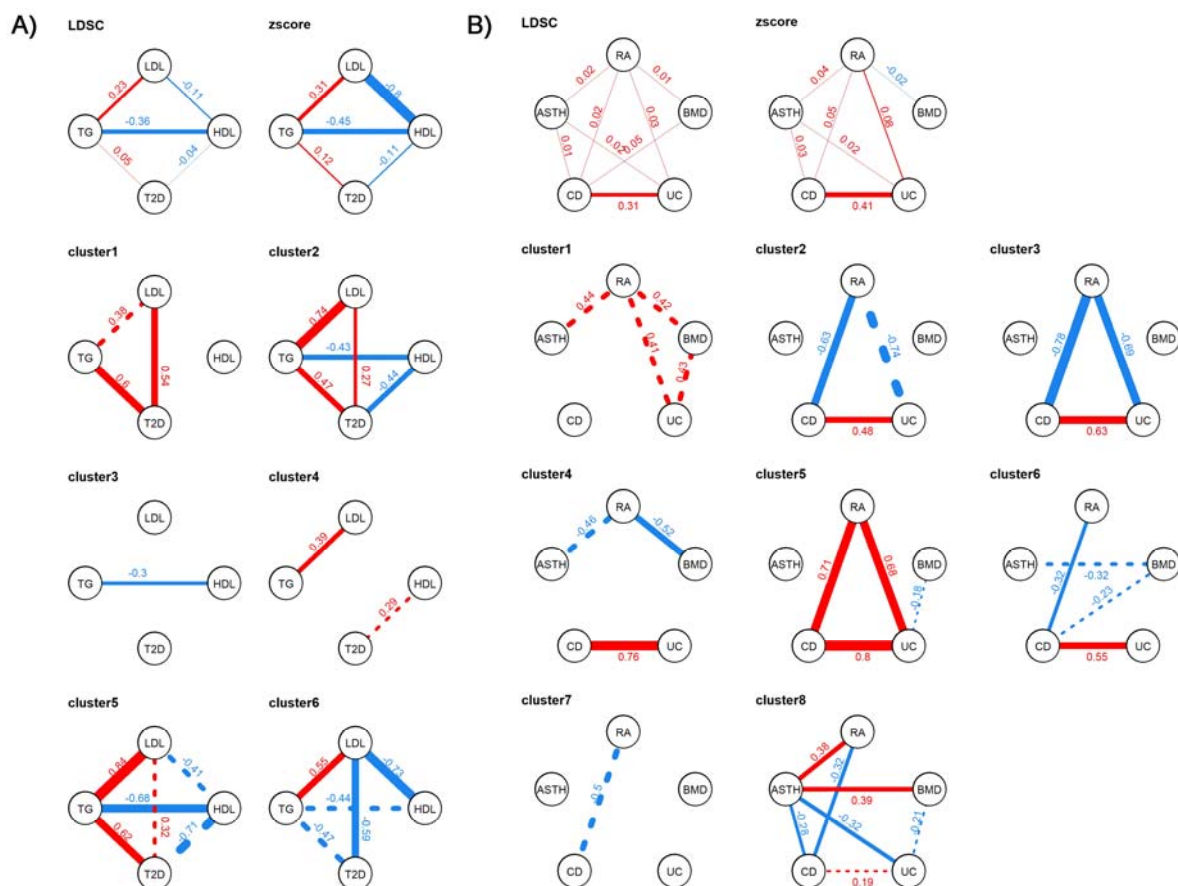 A)
LDSC
LDL
TG
HDL
T2D
0.23
-0.11
-0.36
0.05
-0.04
zscore
LDL
TG
HDL
T2D
0.31
-0.8
-0.45
0.12
-0.11
cluster1
LDL
TG
HDL
T2D
0.38
0.6
0.54
cluster2
LDL
TG
HDL
T2D
0.74
-0.43
0.27
0.47
-0.44
cluster3
LDL
TG
HDL
T2D
-0.3
cluster4
LDL
TG
HDL
T2D
0.39
0.29
cluster5
LDL
TG
HDL
T2D
0.84
-0.41
-0.68
0.32
0.62
-0.71
cluster6
LDL
TG
HDL
T2D
0.55
-0.73
-0.44
-0.59
-0.47
B)
LDSC
RA
ASTH
BMD
CD
UC
0.02
0.01
0.02
0.03
0.02
0.05
0.01
0.31
zscore
RA
ASTH
BMD
CD
UC
0.04
-0.02
0.05
0.08
0.02
0.03
0.41
cluster1
RA
ASTH
BMD
CD
UC
0.44
0.42
0.41
0.43
cluster2
RA
ASTH
BMD
CD
UC
-0.63
-0.74
0.48
cluster3
RA
ASTH
BMD
CD
UC
-0.78
-0.69
0.63
cluster4
RA
ASTH
BMD
CD
UC
-0.46
-0.52
0.76
cluster5
RA
ASTH
BMD
CD
UC
0.71
0.68
-0.18
0.8
cluster6
RA
ASTH
BMD
CD
UC
-0.32
-0.32
-0.23
0.55
cluster7
RA
ASTH
BMD
CD
UC
-0.5
cluster8
RA
ASTH
BMD
CD
UC
0.38
-0.32
0.39
-0.28
-0.32
-0.21
0.19